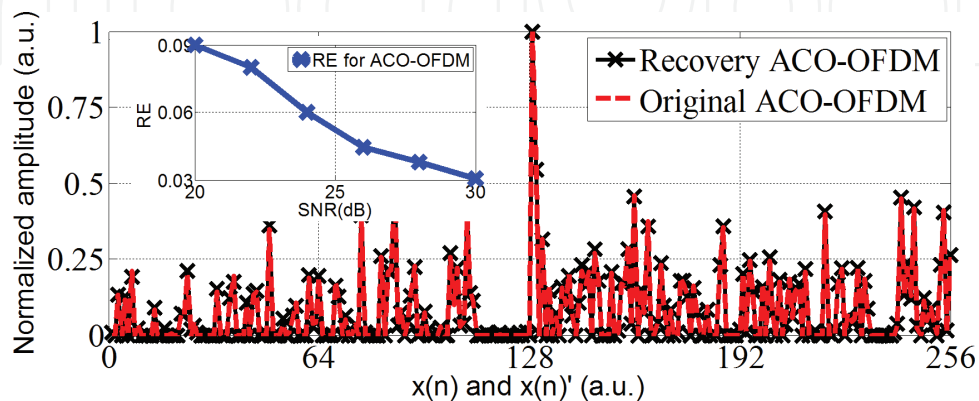 Normalized amplitude (a.u.)
1
0.75
0.5
0.25
0
0
64
128
192
256
x(n) and x(n)' (a.u.)
Recovery ACO-OFDM
Original ACO-OFDM
RE
0.09
0.06
0.03
20
25
30
SNR(dB)
RE for ACO-OFDM